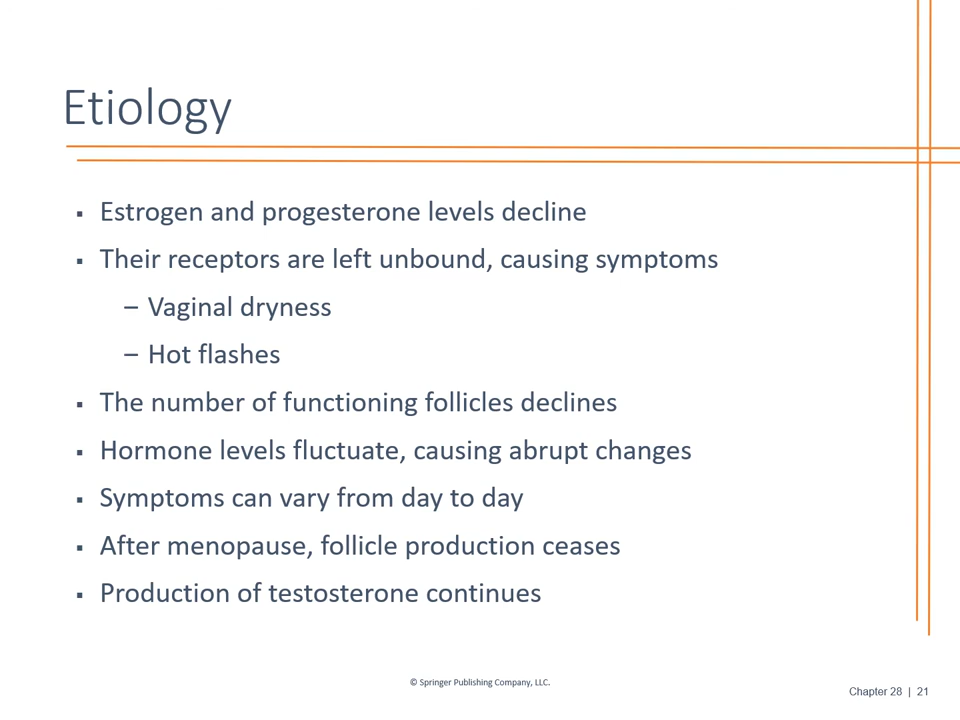 Etiology
▪ Estrogen and progesterone levels decline
▪ Their receptors are left unbound, causing symptoms
– Vaginal dryness
– Hot flashes
▪ The number of functioning follicles declines
▪ Hormone levels fluctuate, causing abrupt changes
▪ Symptoms can vary from day to day
▪ After menopause, follicle production ceases
▪ Production of testosterone continues
© Springer Publishing Company, LLC.
Chapter 28 | 21